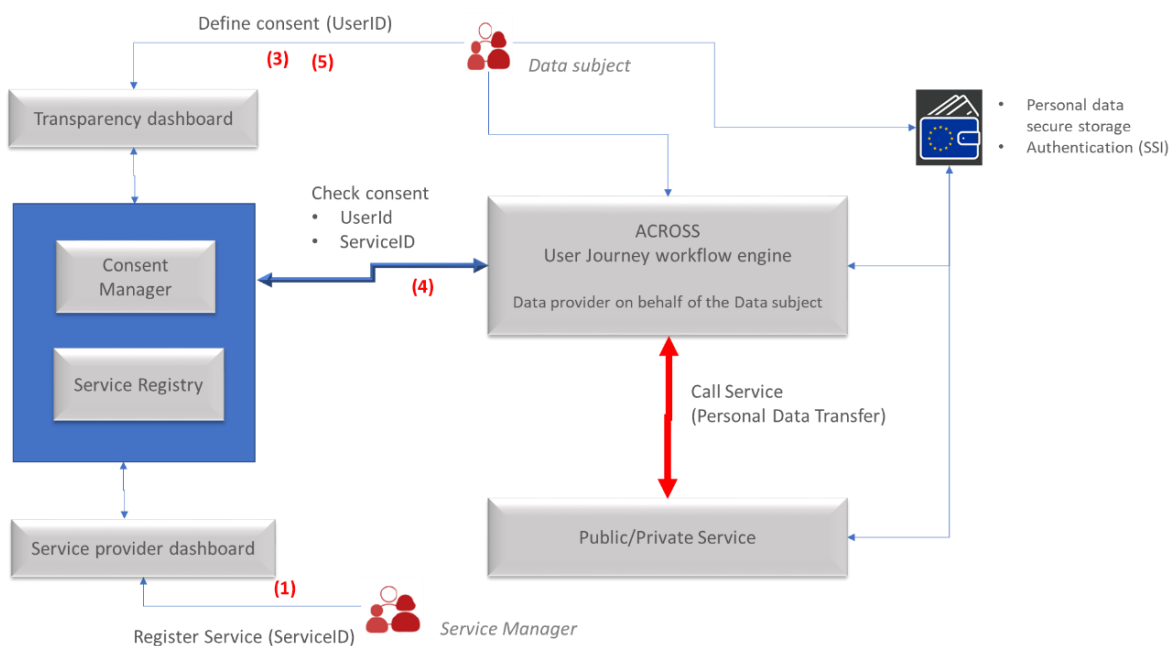 Define consent (UserID)
(3) (5)
Data subject
Transparency dashboard
• Personal data
secure storage
• Authentication (SSI)
Check consent
• UserId
• ServiceID
(4)
ACROSS
User Journey workflow engine
Data provider on behalf of the Data subject
Consent
Manager
Service Registry
Call Service
(Personal Data Transfer)
Service provider dashboard
Public/Private Service
(1)
Register Service (ServiceID)
Service Manager